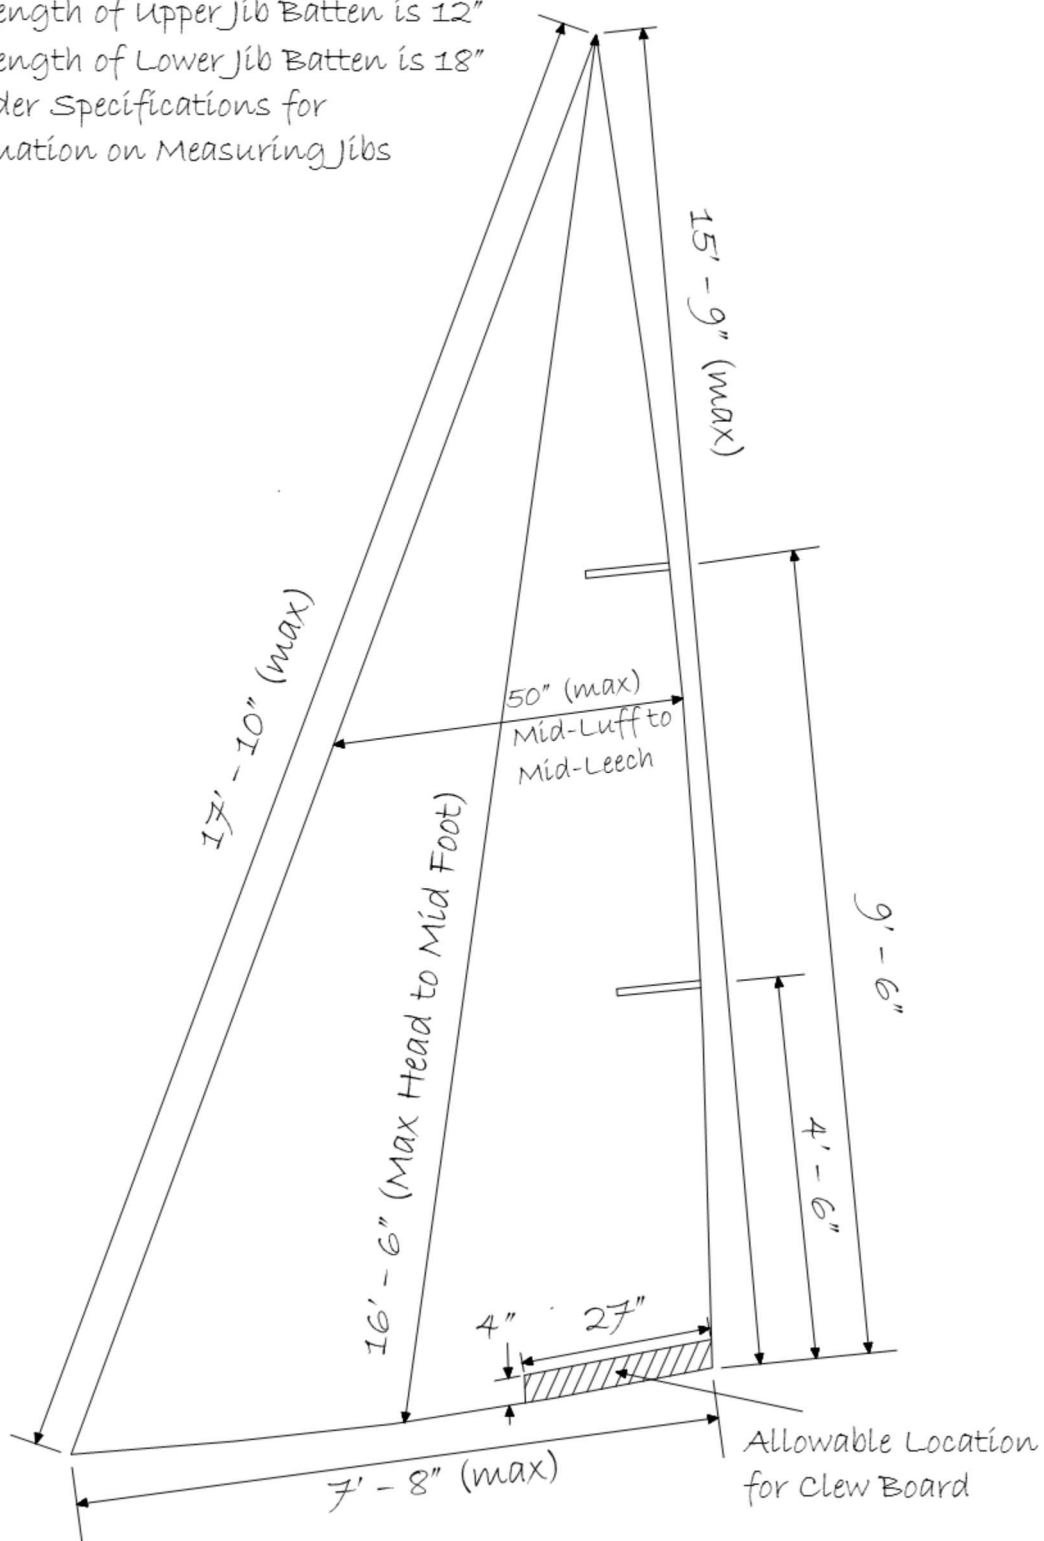 ength of Upper Jib Batten is 12"
ength of Lower Jib Batten is 18"
der Specifications for
mation on Measuring Jibs
15' - 9" (max)
17' - 10" (max)
50" (max)
Mid-Luff to
Mid-Leech
16' - 6" (Max Head to Mid Foot)
9' - 6"
4' - 6"
4"
27"
7' - 8" (max)
Allowable Location
for Clew Board